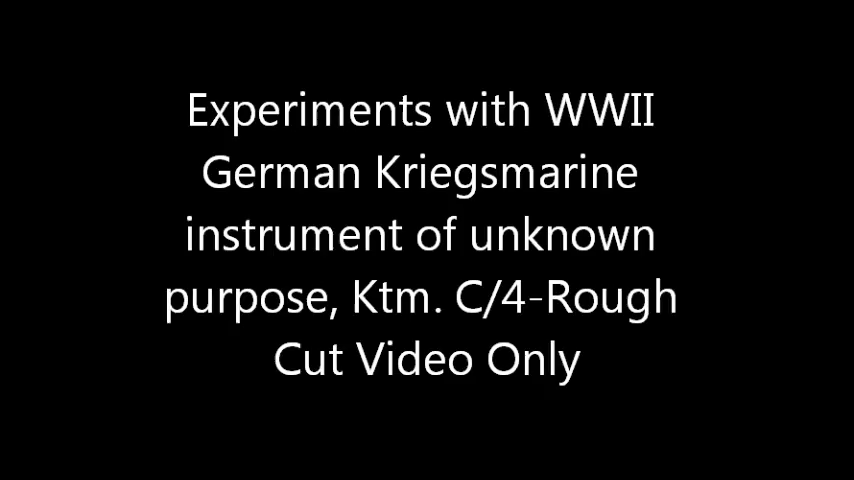 Experiments with WWII
German Kriegsmarine
instrument of unknown
purpose, Ktm. C/4-Rough
Cut Video Only